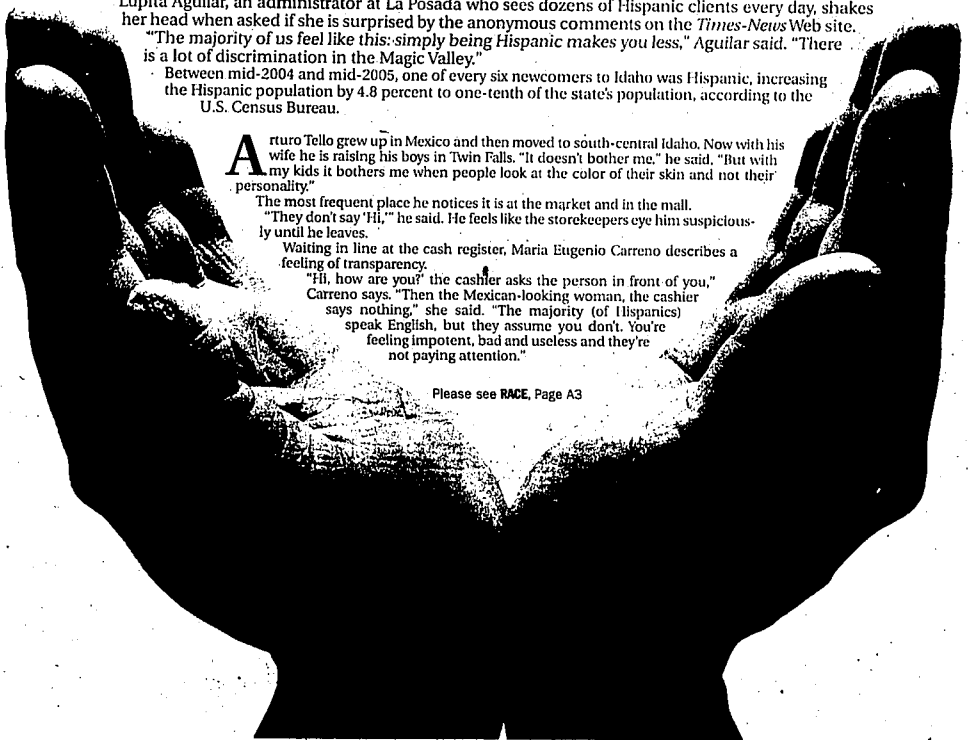 Lupita Aguilar, an administrator at La Posada who sees dozens of Hispanic clients every day, shakes
her head when asked if she is surprised by the anonymous comments on the Times-News Web site.
"The majority of us feel like this: simply being Hispanic makes you less," Aguilar said. "There
is a lot of discrimination in the Magic Valley."
Between mid-2004 and mid-2005, one of every six newcomers to Idaho was Hispanic, increasing
the Hispanic population by 4.8 percent to one-tenth of the state's population, according to the
U.S. Census Bureau.
Arturo Tello grew up in Mexico and then moved to south-central Idaho. Now with his
wife he is raising his boys in Twin Falls. "It doesn't bother me," he said. "But with
my kids it bothers me when people look at the color of their skin and not their
personality."
The most frequent place he notices it is at the market and in the mall.
"They don't say 'Hi,'" he said. He feels like the storekeepers eye him suspicious-
ly until he leaves.
Waiting in line at the cash register, Maria Eugenio Carreno describes a
feeling of transparency.
"Hi, how are you?' the cashier asks the person in front of you,"
Carreno says. "Then the Mexican-looking woman, the cashier
says nothing," she said. "The majority (of Hispanics)
speak English, but they assume you don't. You're
feeling impotent, bad and useless and they're
not paying attention."
Please see RACE, Page A3